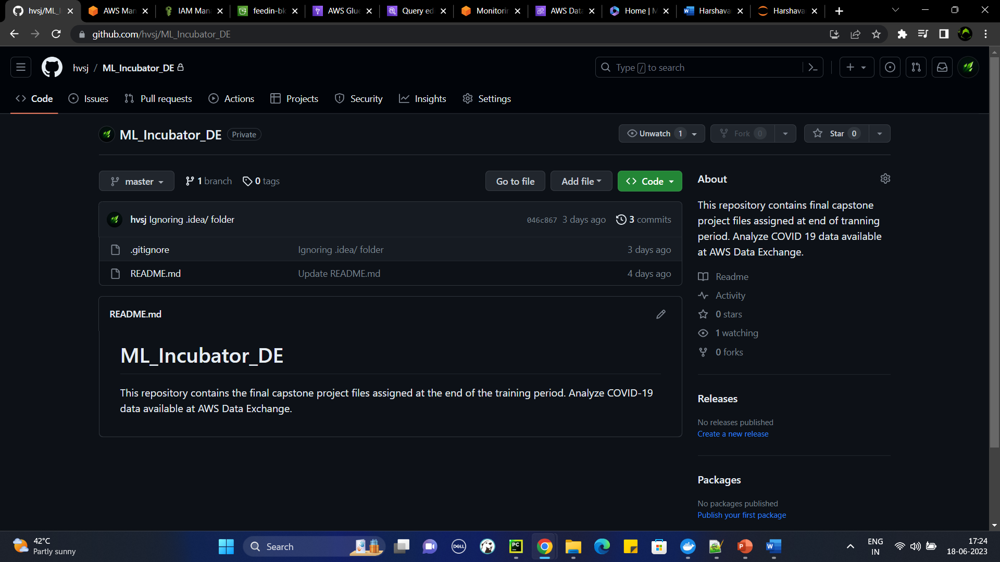 hvsj/ML_I
AWS Man
IAM Man
feedin-bk
AWS Glue
Query ed
Monitorin
AWS Data
Home | M
Harshava
Harshava
github.com/hvsj/ML_Incubator_DE
hvsj / ML_Incubator_DE
Type / to search
Code
Issues
Pull requests
Actions
Projects
Security
Insights
Settings
ML_Incubator_DE Private
Unwatch 1
Fork 0
Star 0
master
1 branch
0 tags
Go to file
Add file
Code
hvsj Ignoring .idea/ folder 046c867 3 days ago 3 commits
.gitignore Ignoring .idea/ folder 3 days ago
README.md Update README.md 4 days ago
README.md
ML_Incubator_DE
This repository contains the final capstone project files assigned at the end of the training period. Analyze COVID-19
data available at AWS Data Exchange.
About
This repository contains final capstone
project files assigned at end of tranning
period. Analyze COVID 19 data available
at AWS Data Exchange.
Readme
Activity
0 stars
1 watching
0 forks
Releases
No releases published
Create a new release
Packages
No packages published
Publish your first package
42°C
Partly sunny
Search
DELL
PC
ENG
IN
17:24
18-06-2023